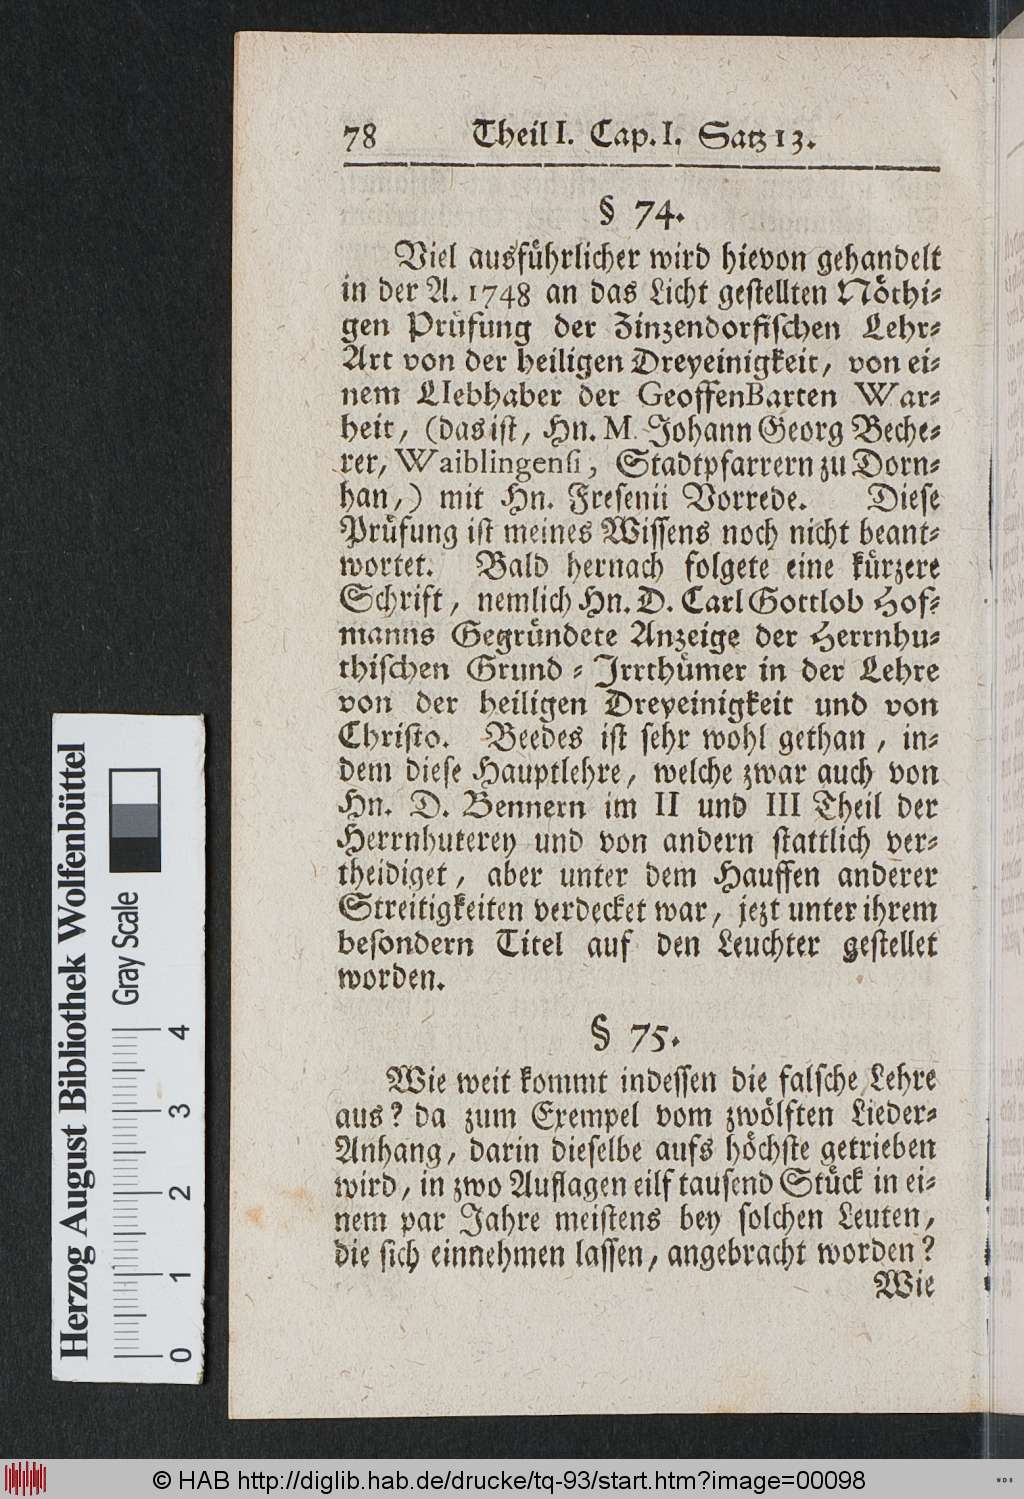 78 Theil I. Cap. I. Satz 13.
§ 74.
Viel ausführlicher wird hievon gehandelt
in der A. 1748 an das Licht gestellten Nöthi-
gen Prüfung der Zinzendorfischen Lehr-
Art von der heiligen Dreyeinigkeit, von ei-
nem LIebhaber der GeoffenBarten War-
heit, (das ist, Hn. M. Johann Georg Beche-
rer, Waiblingensi, Stadtpfarrern zu Dorn-
han,) mit Hn. Fresenii Vorrede. Diese
Prüfung ist meines Wissens noch nicht beant-
wortet. Bald hernach folgete eine kürzere
Schrift, nemlich Hn. D. Carl Gottlob Hof-
manns Gegründete Anzeige der Herrnhu-
thischen Grund-Irrthümer in der Lehre
von der heiligen Dreyeinigkeit und von
Christo. Beedes ist sehr wohl gethan, in-
dem diese Hauptlehre, welche zwar auch von
Hn. D. Bennern im II und III Theil der
Herrnhuterey und von andern stattlich ver-
theidiget, aber unter dem Hauffen anderer
Streitigkeiten verdecket war, jezt unter ihrem
besondern Titel auf den Leuchter gestellet
worden.
§ 75.
Wie weit kommt indessen die falsche Lehre
aus? da zum Exempel vom zwölften Lieder-
Anhang, darin dieselbe aufs höchste getrieben
wird, in zwo Auflagen eilf tausend Stück in ei-
nem par Jahre meistens bey solchen Leuten,
die sich einnehmen lassen, angebracht worden?
Wie
Herzog August Bibliothek Wolfenbüttel
Gray Scale
0 1 2 3 4
© HAB http://diglib.hab.de/drucke/tq-93/start.htm?image=00098
WDB